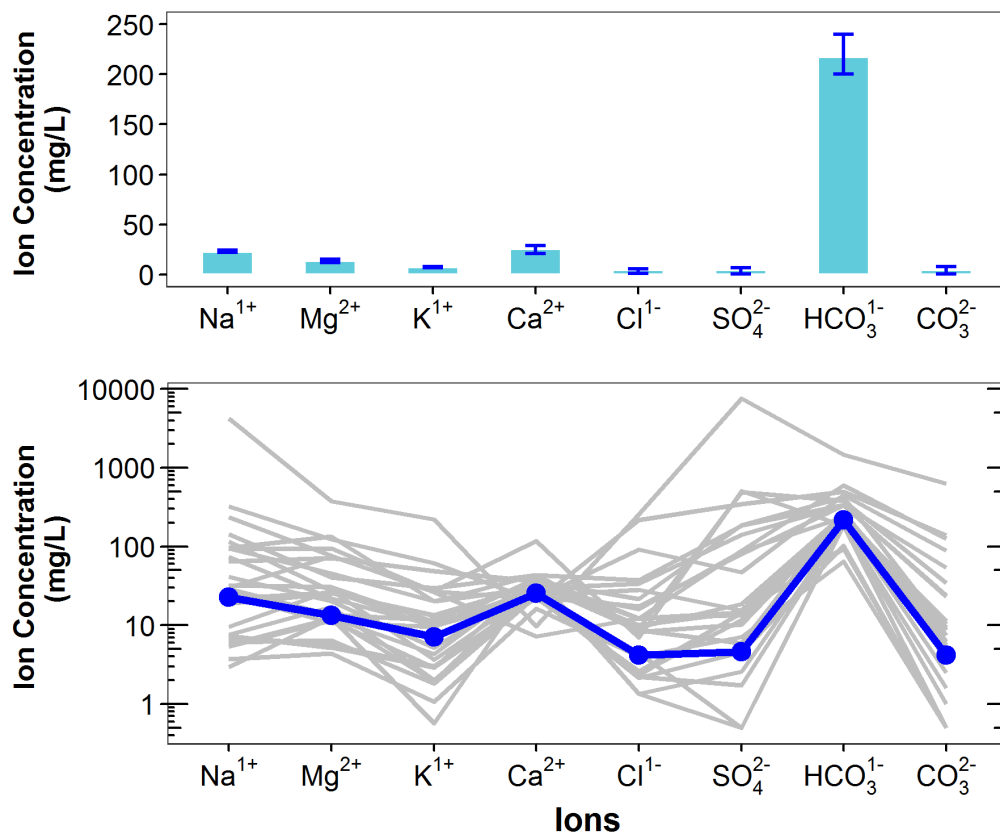 Ion Concentration
(mg/L)
250
200
150
100
50
0
Na¹⁺ Mg²⁺ K¹⁺ Ca²⁺ Cl¹⁻ SO₄²⁻ HCO₃¹⁻ CO₃²⁻
Ion Concentration
(mg/L)
10000
1000
100
10
1
Na¹⁺ Mg²⁺ K¹⁺ Ca²⁺ Cl¹⁻ SO₄²⁻ HCO₃¹⁻ CO₃²⁻
Ions